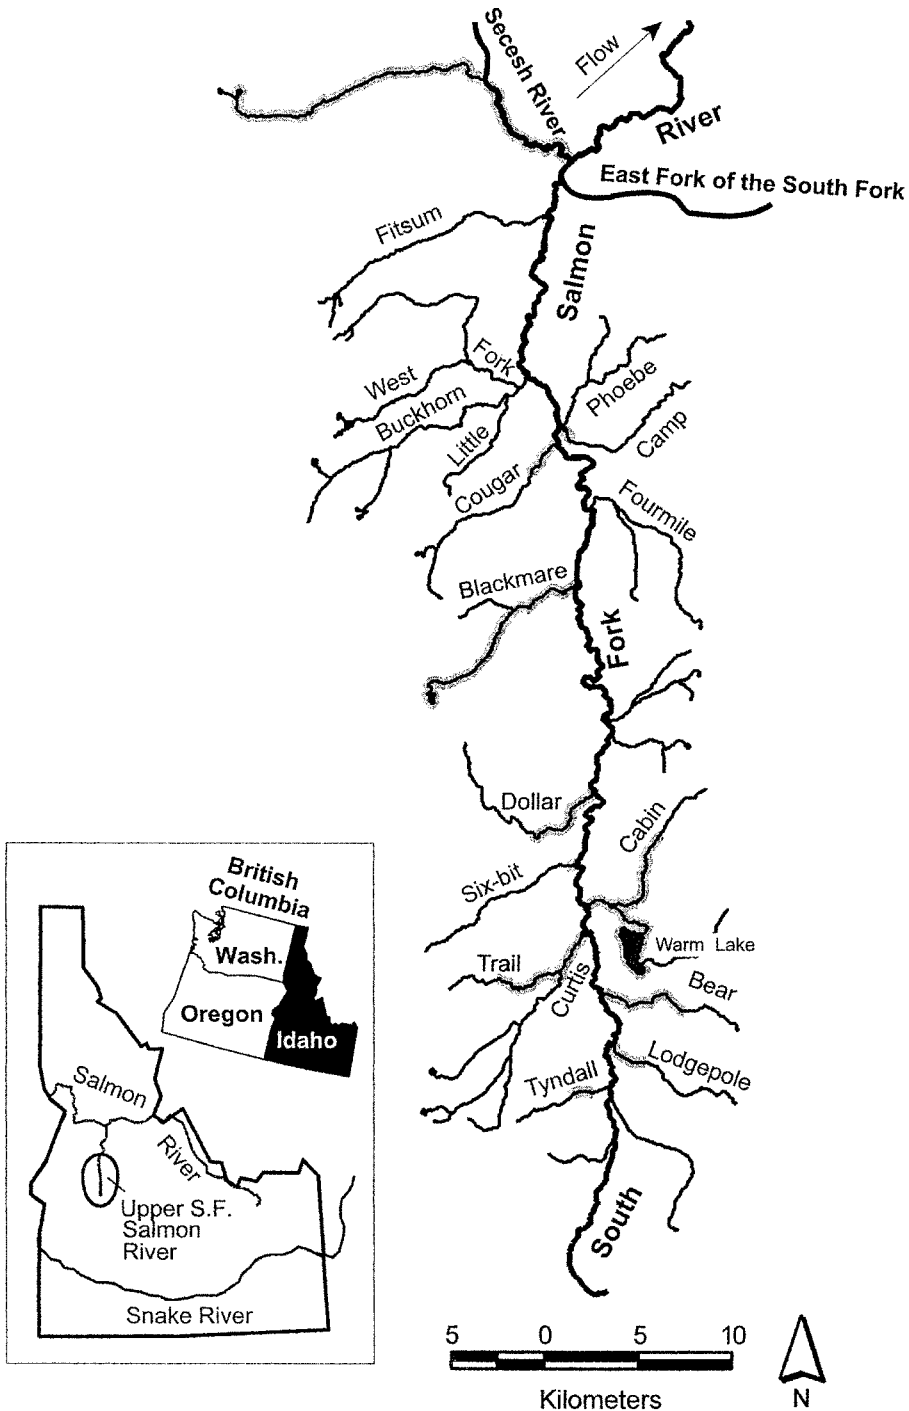 Secesh River
Flow
River
East Fork of the South Fork
Fitsum
Salmon
Fork
West
Phoebe
Buckhorn
Camp
Little
Cougar
Fourmile
Blackmare
Fork
Dollar
Cabin
Six-bit
Warm Lake
Trail
Curtis
Bear
Lodgepole
Tyndall
South
British
Columbia
Wash.
Oregon
Idaho
Salmon
River
Upper S.F.
Salmon
River
Snake River
5 0 5 10
Kilometers
N